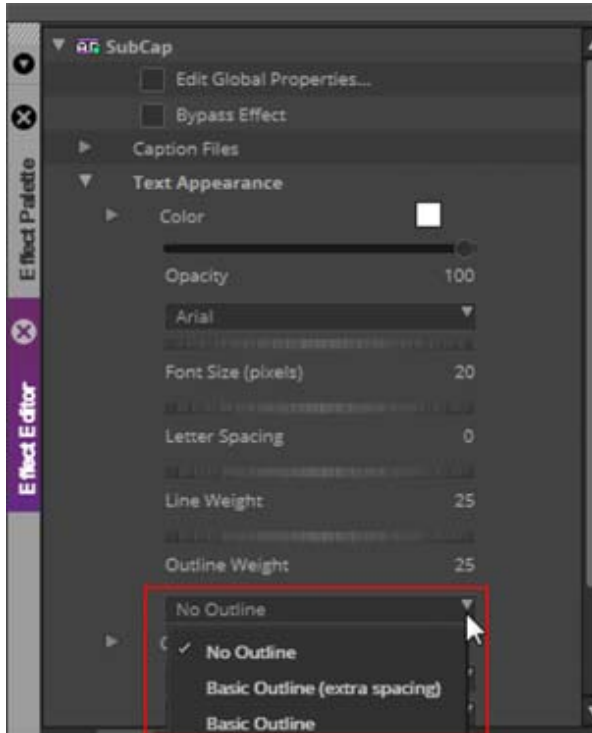 SubCap
Edit Global Properties...
Bypass Effect
Caption Files
Text Appearance
Color
Opacity 100
Arial
Font Size (pixels) 20
Letter Spacing 0
Line Weight 25
Outline Weight 25
No Outline
✓ No Outline
Basic Outline (extra spacing)
Basic Outline
Effect Palette
Effect Editor